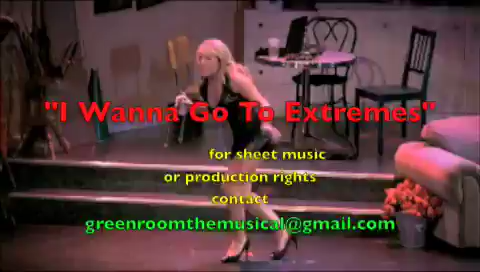 "I Wanna Go To Extremes"
for sheet music
or production rights
contact
greenroomthemusical@gmail.com